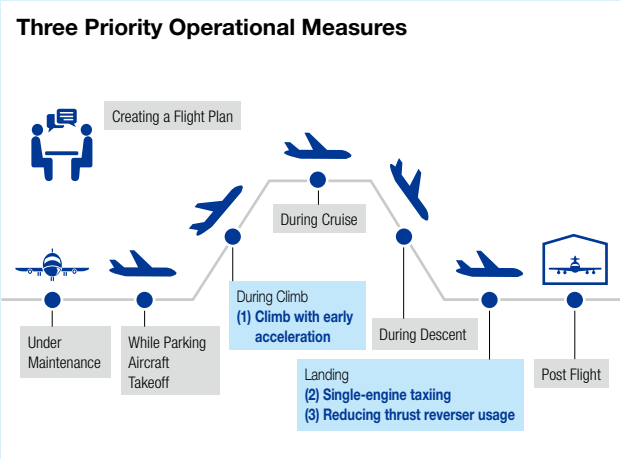 Three Priority Operational Measures
Creating a Flight Plan
During Cruise
During Climb
(1) Climb with early
acceleration
Under
Maintenance
While Parking
Aircraft
Takeoff
During Descent
Landing
(2) Single-engine taxiing
(3) Reducing thrust reverser usage
Post Flight